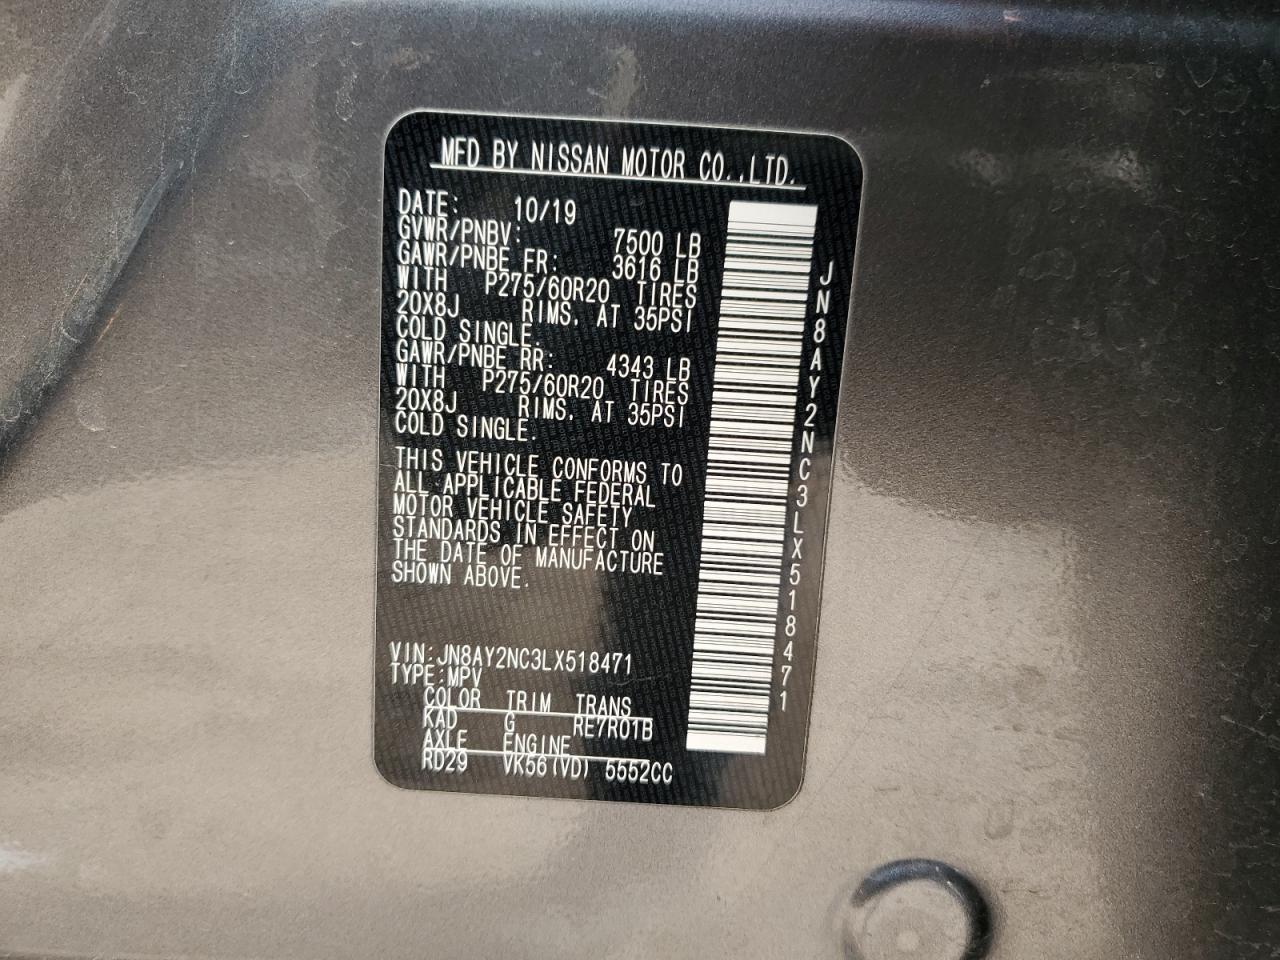 MFD BY NISSAN MOTOR CO.,LTD.
DATE: 10/19
GVWR/PNBV: 7500 LB
GAWR/PNBE FR: 3616 LB
WITH P275/60R20 TIRES
20X8J RIMS, AT 35PSI
COLD SINGLE.
GAWR/PNBE RR: 4343 LB
WITH P275/60R20 TIRES
20X8J RIMS, AT 35PSI
COLD SINGLE.
THIS VEHICLE CONFORMS TO
ALL APPLICABLE FEDERAL
MOTOR VEHICLE SAFETY
STANDARDS IN EFFECT ON
THE DATE OF MANUFACTURE
SHOWN ABOVE.
VIN:JN8AY2NC3LX518471
TYPE:MPV
COLOR TRIM TRANS
KAD G RE7R01B
AXLE ENGINE
RD29 VK56(VD) 5552CC
JN8AY2NC3LX518471